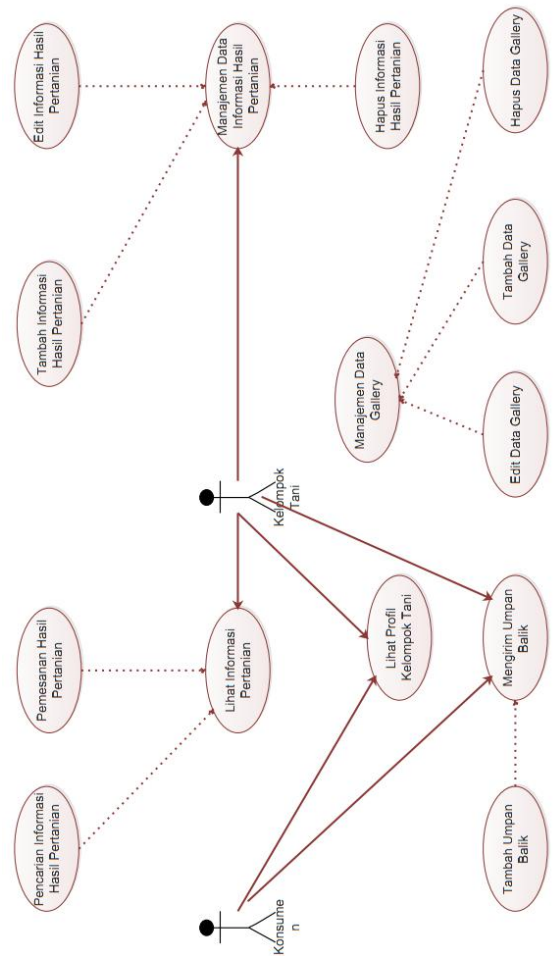 Pencarian Informasi
Hasil Pertanian
Pemesanan Hasil
Pertanian
Tambah Informasi
Hasil Pertanian
Edit Informasi Hasil
Pertanian
Konsume
n
Lihat Informasi
Pertanian
Kelompok
Tani
Manajemen Data
Informasi Hasil
Pertanian
Lihat Profil
Kelompok Tani
Manajemen Data
Gallery
Hapus Informasi
Hasil Pertanian
Tambah Umpan
Balik
Mengirim Umpan
Balik
Edit Data Gallery
Tambah Data
Gallery
Hapus Data Gallery